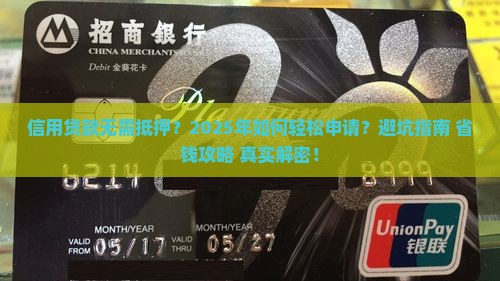 招商銀行
CHINA MERCHANTS
Debit 金葵花卡
信用贷款无需抵押？2025年如何轻松申请？避坑指南 省
钱攻略 真实解密！
6214 8999
MONTH/YEAR MONTH/YEAR
VALID FROM 05/17 VALID THRU 05/27
UnionPay
银联